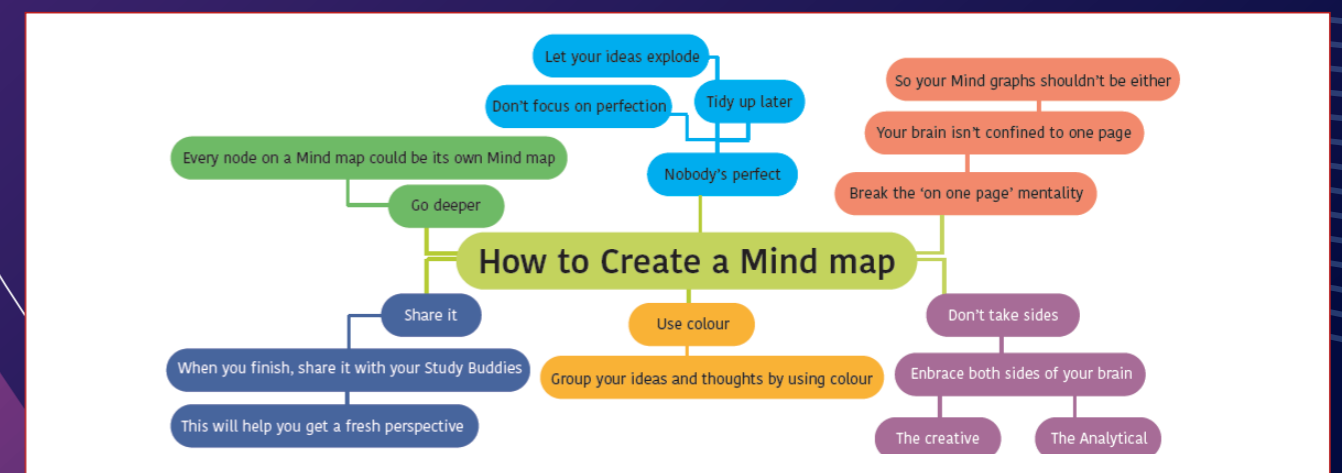 Let your ideas explode
Don't focus on perfection
Tidy up later
Nobody's perfect
So your Mind graphs shouldn't be either
Your brain isn't confined to one page
Break the 'on one page' mentality
Every node on a Mind map could be its own Mind map
Go deeper
How to Create a Mind map
Share it
When you finish, share it with your Study Buddies
This will help you get a fresh perspective
Use colour
Group your ideas and thoughts by using colour
Don't take sides
Enbrace both sides of your brain
The creative
The Analytical